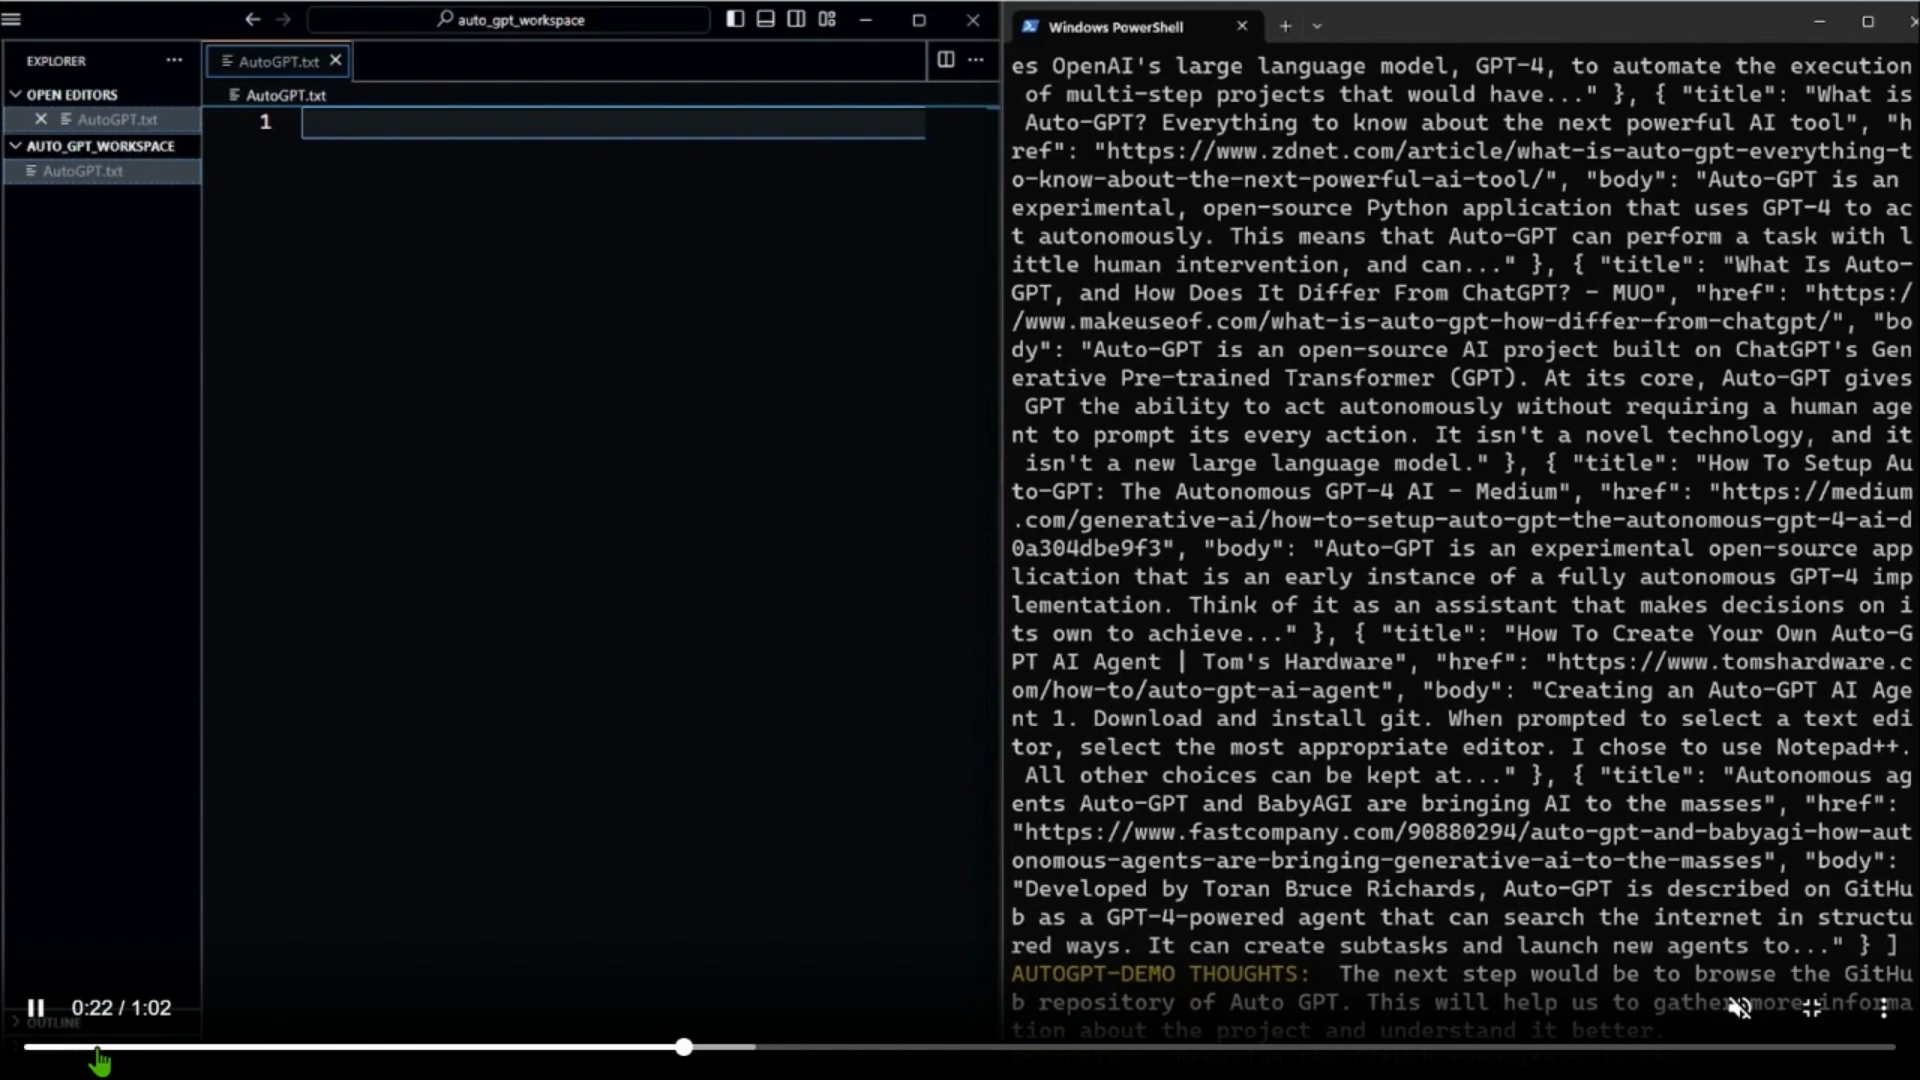 auto_gpt_workspace
EXPLORER
AutoGPT.txt
OPEN EDITORS
AutoGPT.txt
AutoGPT.txt
1
AUTO_GPT_WORKSPACE
AutoGPT.txt
OUTLINE
0:22 / 1:02
Windows PowerShell
es OpenAI's large language model, GPT-4, to automate the execution
of multi-step projects that would have..." }, { "title": "What is
Auto-GPT? Everything to know about the next powerful AI tool", "h
ref": "https://www.zdnet.com/article/what-is-auto-gpt-everything-t
o-know-about-the-next-powerful-ai-tool/", "body": "Auto-GPT is an
experimental, open-source Python application that uses GPT-4 to ac
t autonomously. This means that Auto-GPT can perform a task with l
ittle human intervention, and can..." }, { "title": "What Is Auto-
GPT, and How Does It Differ From ChatGPT? - MUO", "href": "https:/
/www.makeuseof.com/what-is-auto-gpt-how-differ-from-chatgpt/", "bo
dy": "Auto-GPT is an open-source AI project built on ChatGPT's Gen
erative Pre-trained Transformer (GPT). At its core, Auto-GPT gives
GPT the ability to act autonomously without requiring a human age
nt to prompt its every action. It isn't a novel technology, and it
isn't a new large language model." }, { "title": "How To Setup Au
to-GPT: The Autonomous GPT-4 AI - Medium", "href": "https://medium
.com/generative-ai/how-to-setup-auto-gpt-the-autonomous-gpt-4-ai-d
0a304dbe9f3", "body": "Auto-GPT is an experimental open-source app
lication that is an early instance of a fully autonomous GPT-4 imp
lementation. Think of it as an assistant that makes decisions on i
ts own to achieve..." }, { "title": "How To Create Your Own Auto-G
PT AI Agent | Tom's Hardware", "href": "https://www.tomshardware.c
om/how-to/auto-gpt-ai-agent", "body": "Creating an Auto-GPT AI Age
nt 1. Download and install git. When prompted to select a text edi
tor, select the most appropriate editor. I chose to use Notepad++.
All other choices can be kept at..." }, { "title": "Autonomous ag
ents Auto-GPT and BabyAGI are bringing AI to the masses", "href":
"https://www.fastcompany.com/90880294/auto-gpt-and-babyagi-how-aut
onomous-agents-are-bringing-generative-ai-to-the-masses", "body":
"Developed by Toran Bruce Richards, Auto-GPT is described on GitHu
b as a GPT-4-powered agent that can search the internet in structu
red ways. It can create subtasks and launch new agents to..." } ]
AUTOGPT-DEMO THOUGHTS: The next step would be to browse the GitHu
b repository of Auto GPT. This will help us to gather more informa
tion about the project and understand it better.